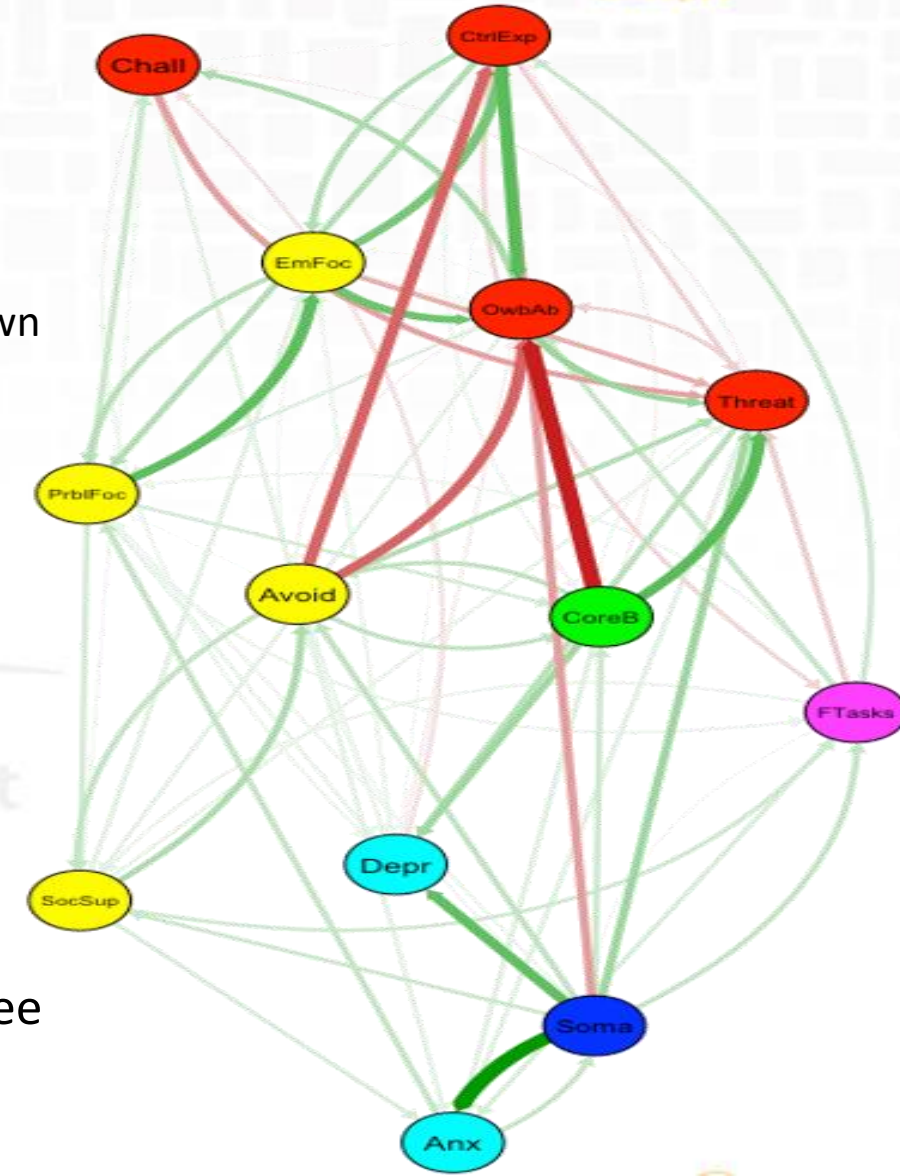 CtrlExp
Chall
EmFoc
OwbAb
wn
Threat
PrblFoc
Avoid
CoreB
FTasks
t
Depr
SocSup
ee
Soma
Anx